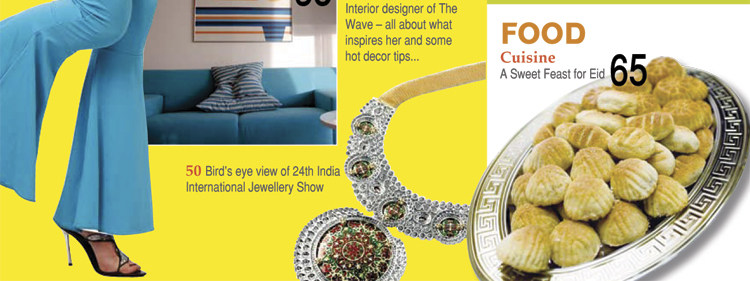 Interior designer of The
Wave – all about what
inspires her and some
hot decor tips...
50 Bird's eye view of 24th India
International Jewellery Show
FOOD
Cuisine
A Sweet Feast for Eid 65